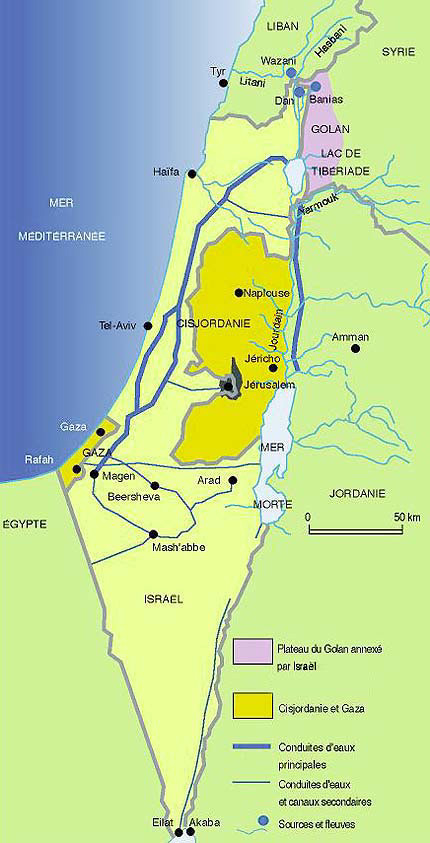 LIBAN
Hasbani
SYRIE
Wazani
Tyr
Litani
Dan
Banias
GOLAN
LAC DE
TIBÉRIADE
Haïfa
Yarmouk
MER
MÉDITERRANÉE
Naplouse
Tel-Aviv
CISJORDANIE
Jourdain
Amman
Jéricho
Jérusalem
Gaza
MER
Rafah
GAZA
Magen
Arad
Beersheva
MORTE
JORDANIE
ÉGYPTE
0
50 km
Mash'abbe
ISRAËL
Plateau du Golan annexé
par Israël
Cisjordanie et Gaza
Conduites d'eaux
principales
Conduites d'eaux
et canaux secondaires
Sources et fleuves
Eilat
Akaba